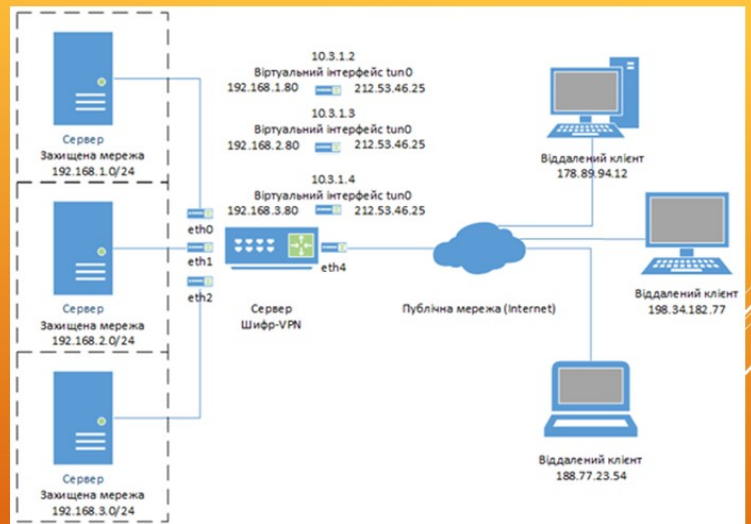 Сервер
Захищена мережа
192.168.1.0/24
Сервер
Захищена мережа
192.168.2.0/24
Сервер
Захищена мережа
192.168.3.0/24
10.3.1.2
Віртуальний інтерфейс tun0
192.168.1.80 212.53.46.25
10.3.1.3
Віртуальний інтерфейс tun0
192.168.2.80 212.53.46.25
10.3.1.4
Віртуальний інтерфейс tun0
192.168.3.80 212.53.46.25
eth0
eth1
eth2
eth4
Сервер
Шифр-VPN
Публічна мережа (Internet)
Віддалений клієнт
178.89.94.12
Віддалений клієнт
198.34.182.77
Віддалений клієнт
188.77.23.54